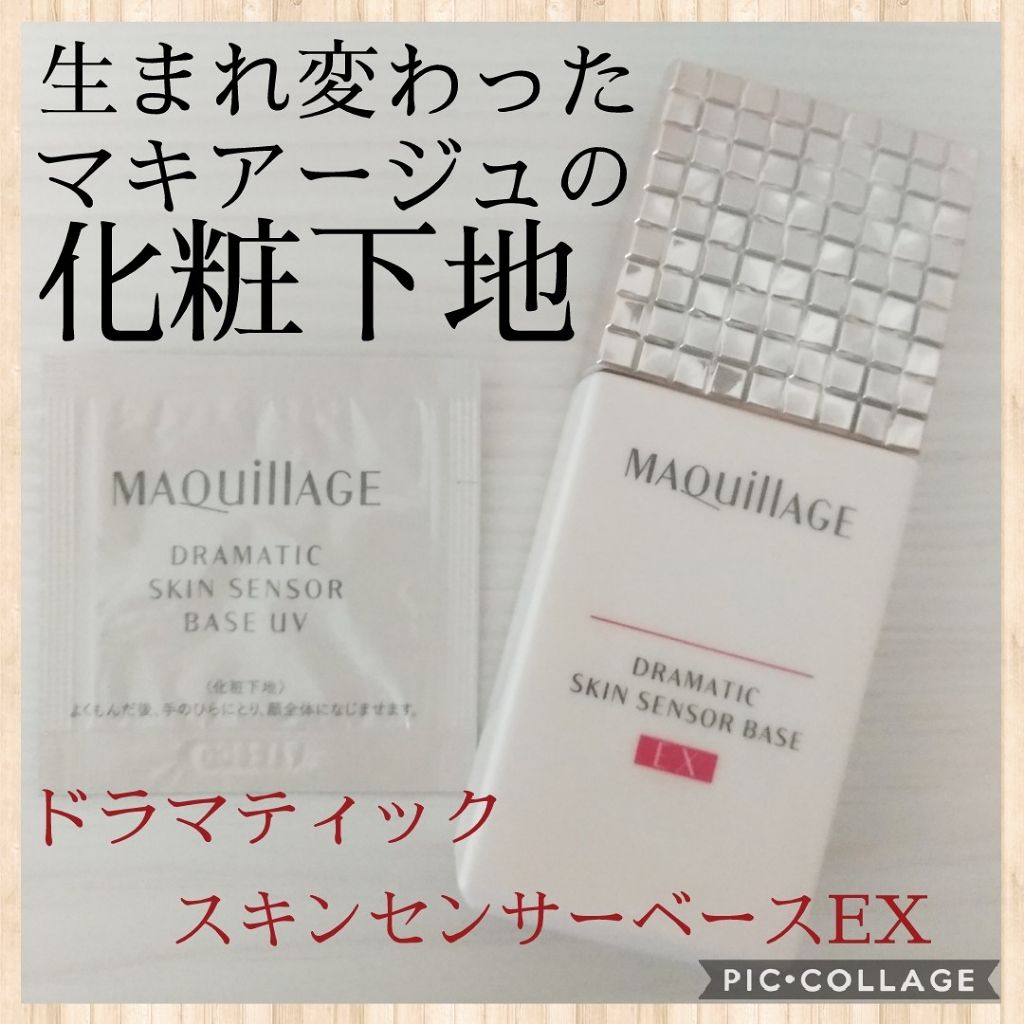 生まれ変わった
マキアージュの
化粧下地
MAQuillAGE
DRAMATIC
SKIN SENSOR
BASE UV
〈化粧下地〉
よくもんだ後、手のひらにとり、顔全体になじませます。
MAQuillAGE
DRAMATIC
SKIN SENSOR BASE
EX
ドラマティック
スキンセンサーベースEX
PIC•COLLAGE